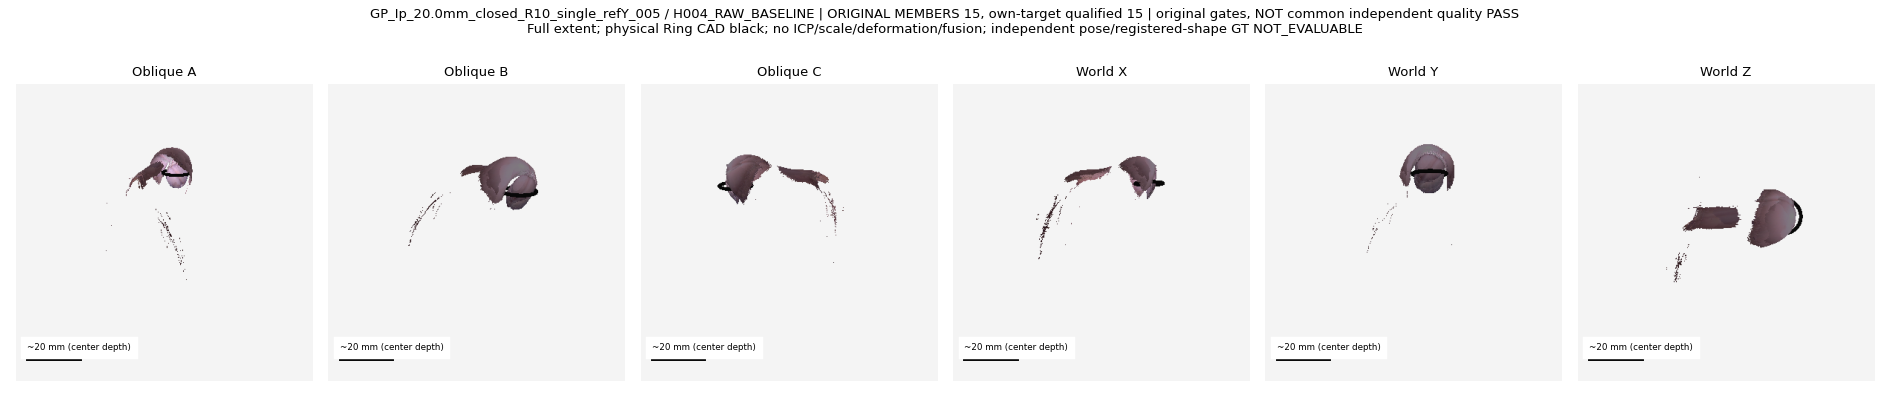 GP_Ip_20.0mm_closed_R10_single_refY_005 / H004_RAW_BASELINE | ORIGINAL MEMBERS 15, own-target qualified 15 | original gates, NOT common independent quality PASS
Full extent; physical Ring CAD black; no ICP/scale/deformation/fusion; independent pose/registered-shape GT NOT_EVALUABLE
Oblique A
Oblique B
Oblique C
World X
World Y
World Z
~20 mm (center depth)
~20 mm (center depth)
~20 mm (center depth)
~20 mm (center depth)
~20 mm (center depth)
~20 mm (center depth)